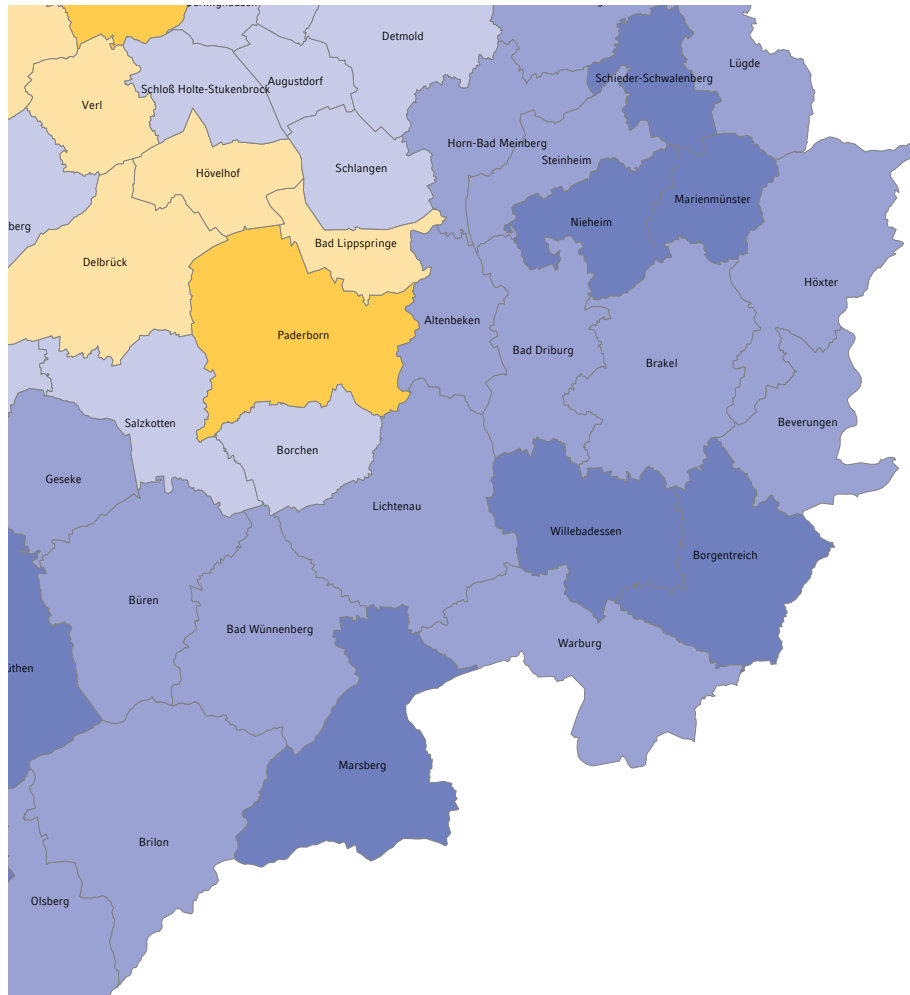 Detmold
Lügde
Schieder-Schwalenberg
Augustdorf
Schloß Holte-Stukenbrock
Verl
Horn-Bad Meinberg
Steinheim
Schlangen
Hövelhof
Marienmünster
Nieheim
berg
Bad Lippspringe
Delbrück
Höxter
Altenbeken
Paderborn
Bad Driburg
Brakel
Salzkotten
Beverungen
Borchen
Geseke
Lichtenau
Willebadessen
Borgentreich
Büren
Bad Wünnenberg
Warburg
üthen
Marsberg
Brilon
Olsberg